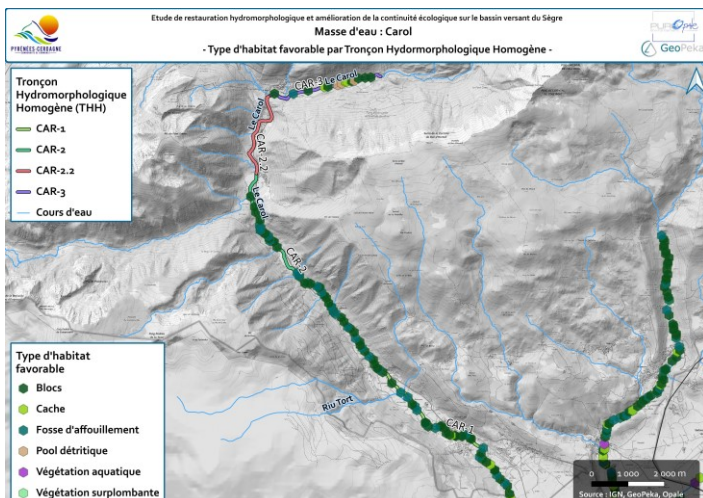 Etude de restauration hydromorphologique et amélioration de la continuité écologique sur le bassin versant du Sègre
Masse d'eau : Carol
- Type d'habitat favorable par Tronçon Hydormorphologique Homogène -
PYRÉNÉES-CERDAGNE
PUROpale
GeoPeka
Tronçon
Hydromorphologique
Homogène (THH)
CAR-1
CAR-2
CAR-2.2
CAR-3
Cours d'eau
CAR-3 Le Carol
Le Carol
CAR-2.2
Le Carol
CAR-2
Riu Tort
CAR-1
Type d'habitat
favorable
Blocs
Cache
Fosse d'affouillement
Pool détritique
Végétation aquatique
Végétation surplombante
0 1 000 2 000 m
Source : IGN, GeoPeka, Opale